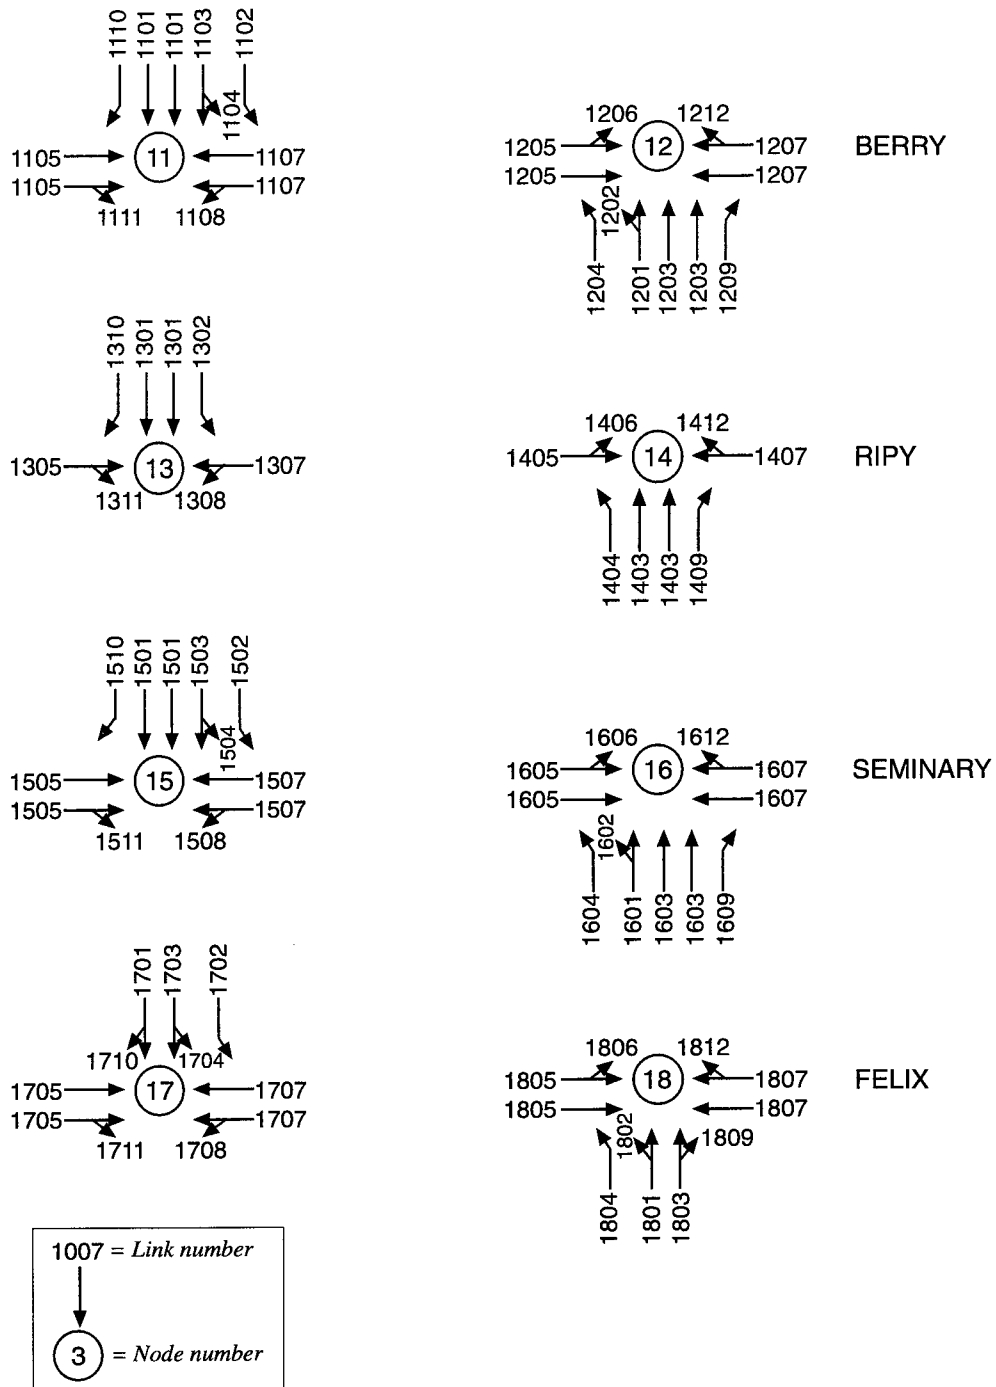 1110 1101 1101 1103 1102
1104
1105 11 1107
1105 1107
1111 1108
1206 1212
1205 12 1207 BERRY
1205 1207
1202
1204 1201 1203 1203 1209
1310 1301 1301 1302
1305 13 1307
1311 1308
1406 1412
1405 14 1407 RIPY
1404 1403 1403 1409
1510 1501 1501 1503 1502
1504
1505 15 1507
1505 1507
1511 1508
1606 1612
1605 16 1607 SEMINARY
1605 1607
1602
1604 1601 1603 1603 1609
1701 1703 1702
1710 1704
1705 17 1707
1705 1707
1711 1708
1806 1812
1805 18 1807 FELIX
1805 1807
1802 1809
1804 1801 1803
1007 = Link number
3 = Node number